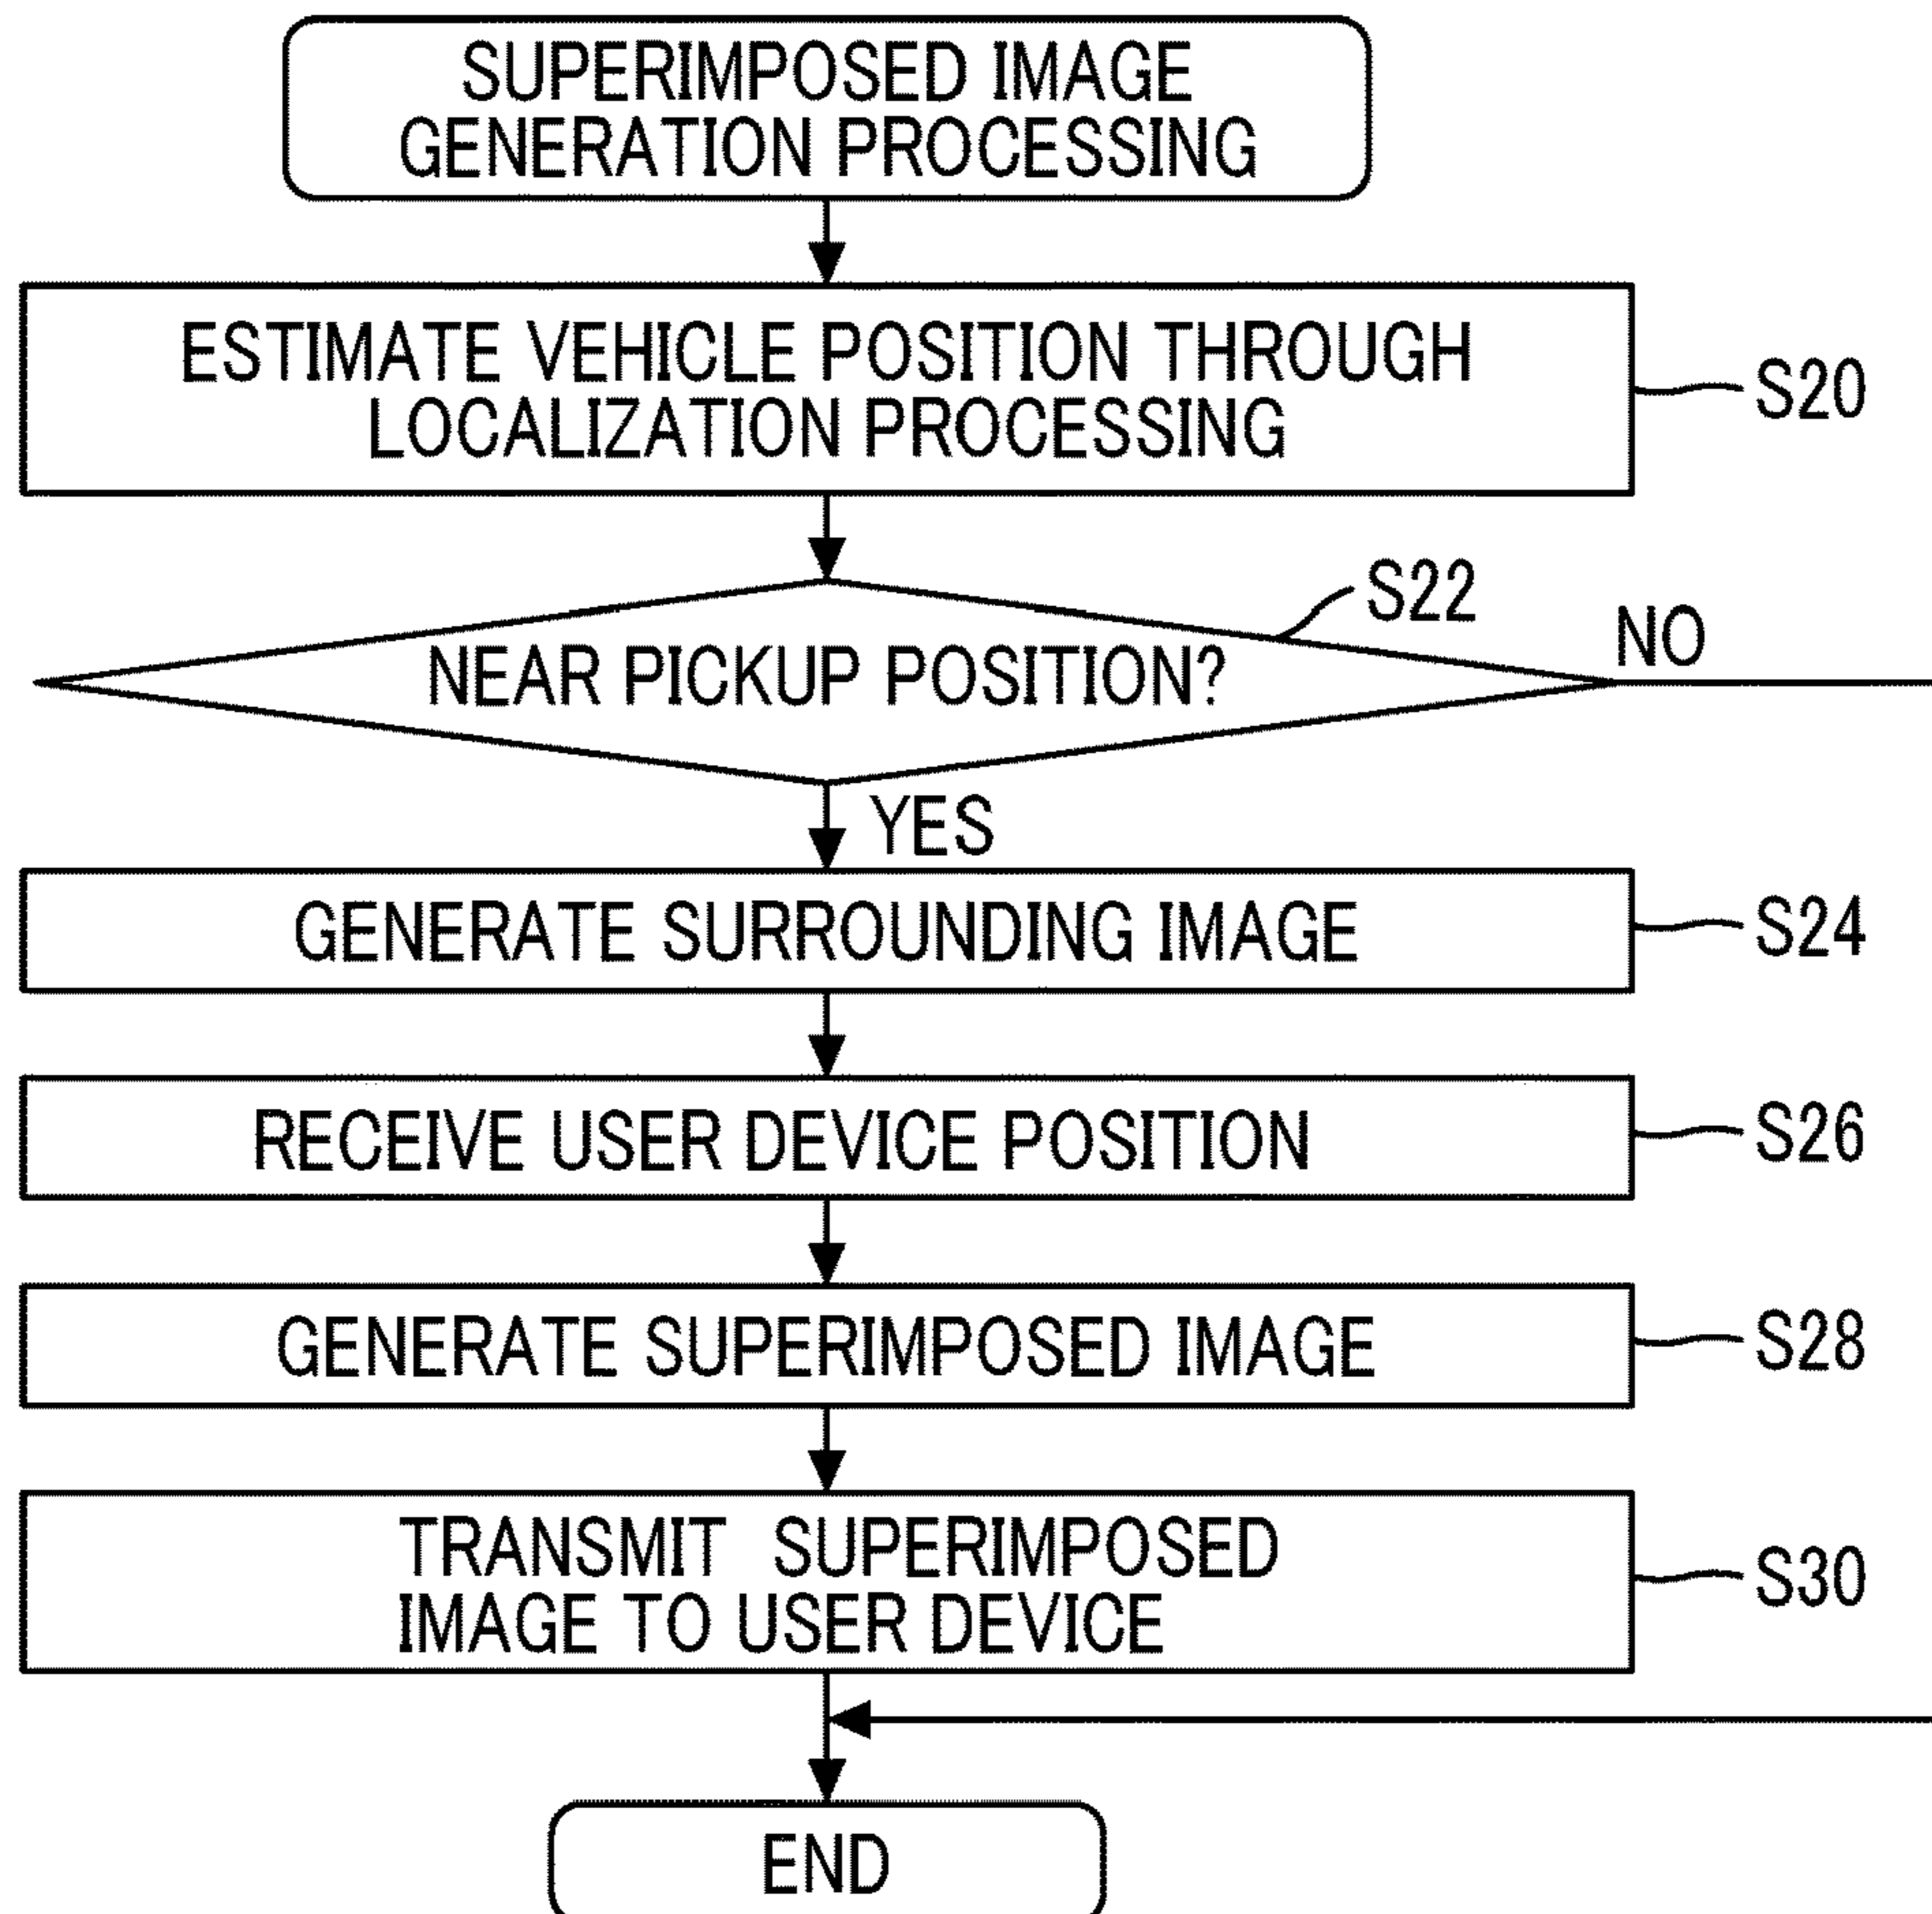 SUPERIMPOSED IMAGE
GENERATION PROCESSING
ESTIMATE VEHICLE POSITION THROUGH
LOCALIZATION PROCESSING
S20
S22
NO
NEAR PICKUP POSITION?
YES
GENERATE SURROUNDING IMAGE
S24
RECEIVE USER DEVICE POSITION
S26
GENERATE SUPERIMPOSED IMAGE
S28
TRANSMIT SUPERIMPOSED
IMAGE TO USER DEVICE
S30
END